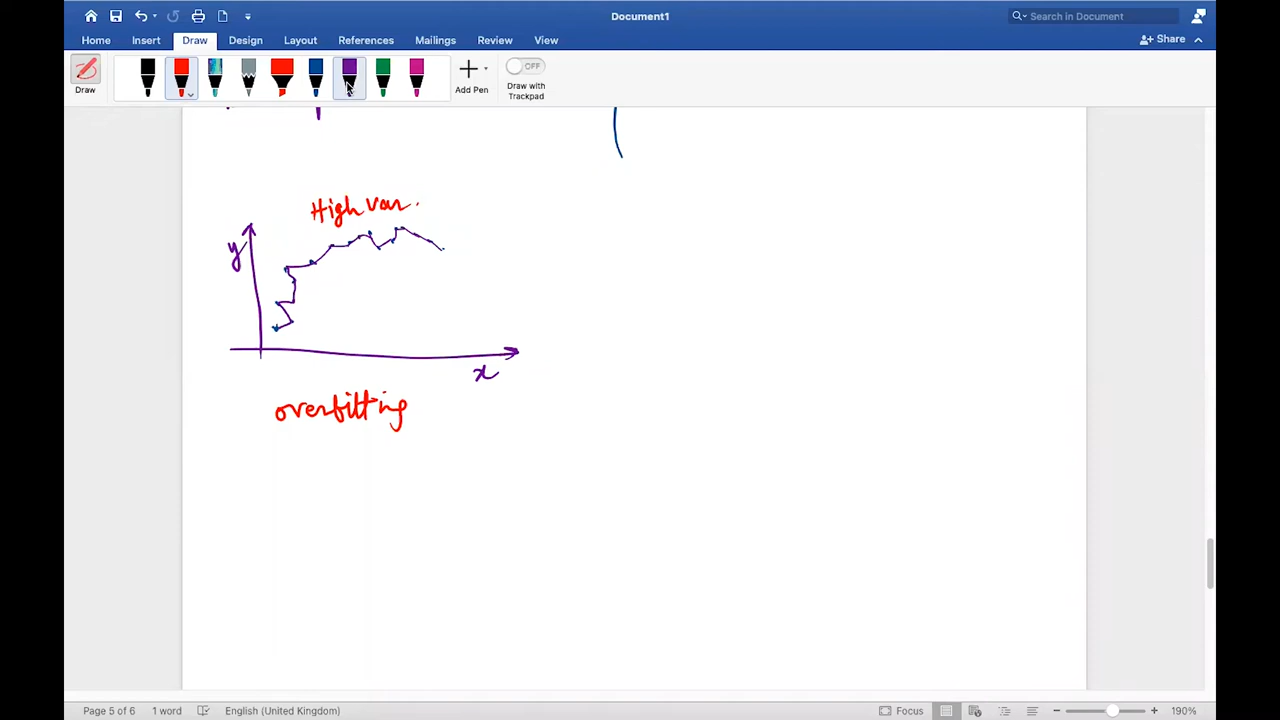 Document1
Search in Document
Home Insert Draw Design Layout References Mailings Review View
Share
OFF
Draw
Add Pen
Draw with
Trackpad
High var.
y
x
overfitting
Page 5 of 6 1 word English (United Kingdom)
Focus
190%